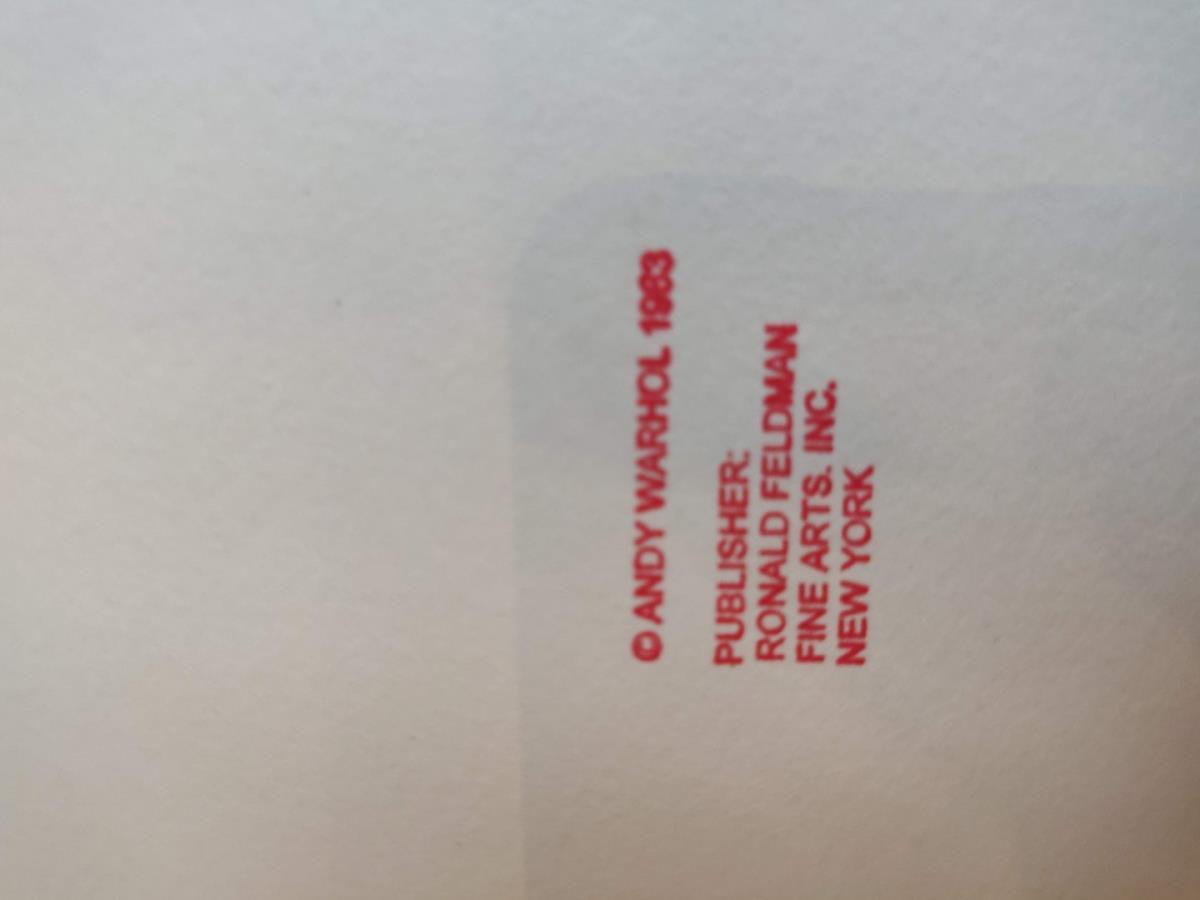 © ANDY WARHOL 1983
PUBLISHER:
RONALD FELDMAN
FINE ARTS. INC.
NEW YORK